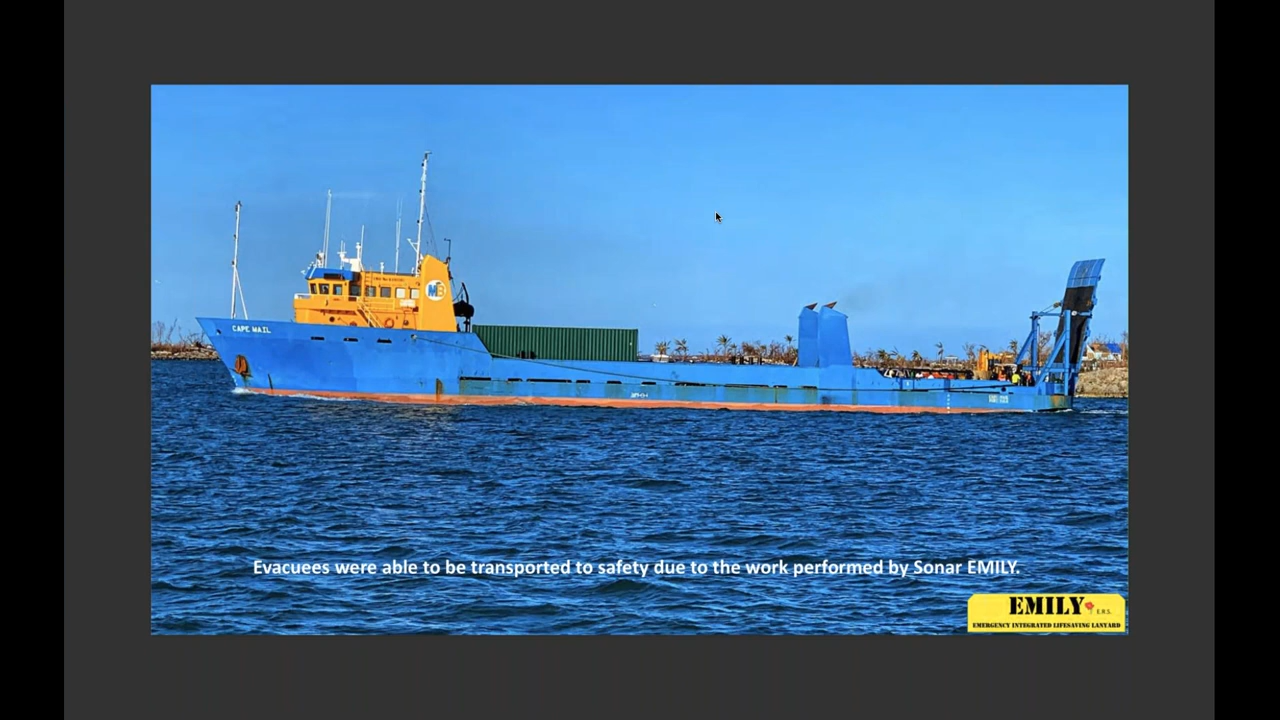 CAPE MAIL
MB
Evacuees were able to be transported to safety due to the work performed by Sonar EMILY.
EMILY E.R.S.
EMERGENCY INTEGRATED LIFESAVING LANYARD